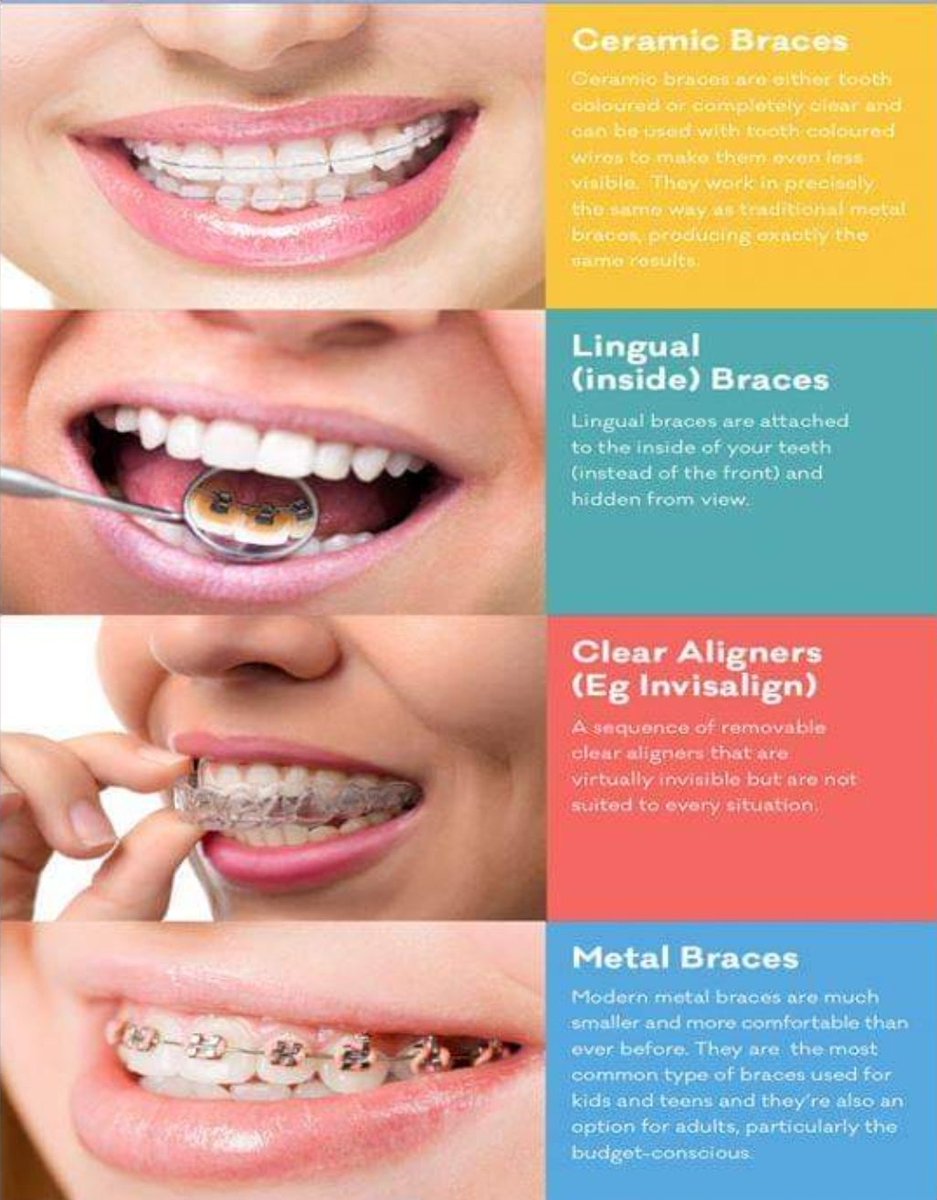 Ceramic Braces
Ceramic braces are either tooth
coloured or completely clear and
can be used with tooth coloured
wires to make them even less
visible. They work in precisely
the same way as traditional metal
braces, producing exactly the
same results.
Lingual
(inside) Braces
Lingual braces are attached
to the inside of your teeth
(instead of the front) and
hidden from view.
Clear Aligners
(Eg Invisalign)
A sequence of removable
clear aligners that are
virtually invisible but are not
suited to every situation.
Metal Braces
Modern metal braces are much
smaller and more comfortable than
ever before. They are the most
common type of braces used for
kids and teens and they're also an
option for adults, particularly the
budget-conscious.